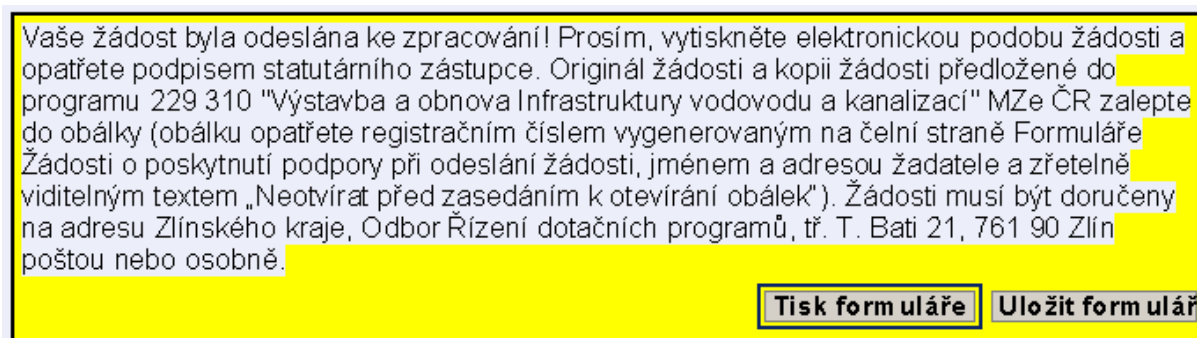 Vaše žádost byla odeslána ke zpracování! Prosím, vytiskněte elektronickou podobu žádosti a
opatřete podpisem statutárního zástupce. Originál žádosti a kopii žádosti předložené do
programu 229 310 "Výstavba a obnova Infrastruktury vodovodu a kanalizací" MZe ČR zalepte
do obálky (obálku opatřete registračním číslem vygenerovaným na čelní straně Formuláře
Žádosti o poskytnutí podpory při odeslání žádosti, jménem a adresou žadatele a zřetelně
viditelným textem „Neotvírat před zasedáním k otevírání obálek"). Žádosti musí být doručeny
na adresu Zlínského kraje, Odbor Řízení dotačních programů, tř. T. Bati 21, 761 90 Zlín
poštou nebo osobně.
Tisk formuláře Uložit formulář